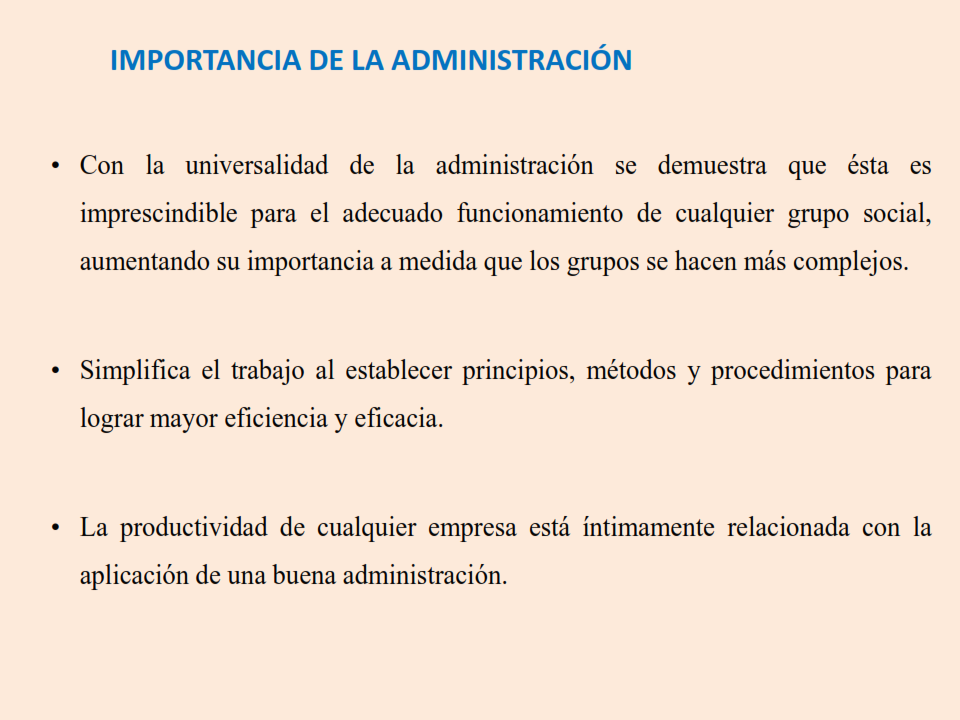 IMPORTANCIA DE LA ADMINISTRACIÓN
• Con la universalidad de la administración se demuestra que ésta es
imprescindible para el adecuado funcionamiento de cualquier grupo social,
aumentando su importancia a medida que los grupos se hacen más complejos.
• Simplifica el trabajo al establecer principios, métodos y procedimientos para
lograr mayor eficiencia y eficacia.
• La productividad de cualquier empresa está íntimamente relacionada con la
aplicación de una buena administración.